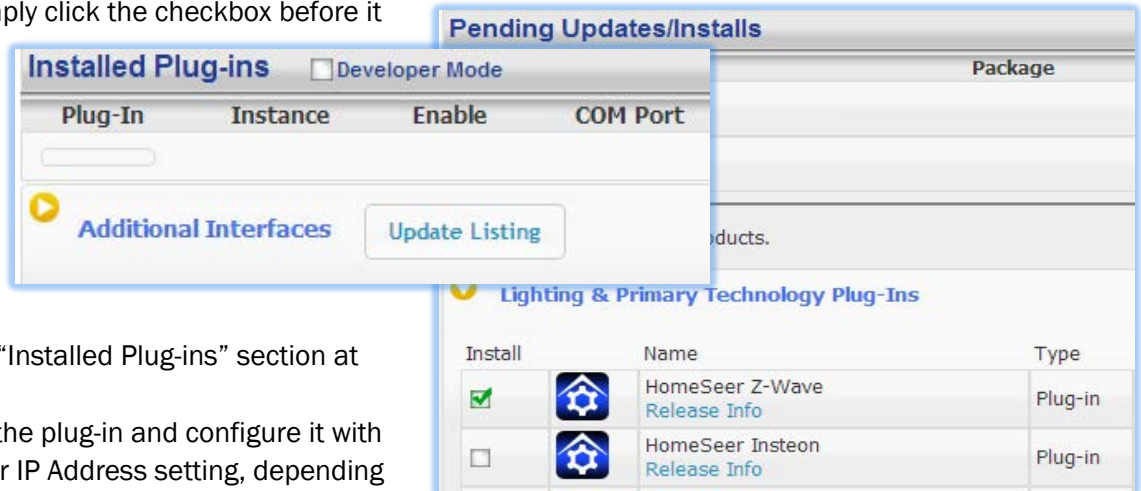 ply click the checkbox before it
Installed Plug-ins Developer Mode
Plug-In Instance Enable COM Port
Additional Interfaces Update Listing
"Installed Plug-ins" section at
the plug-in and configure it with
r IP Address setting, depending
Pending Updates/Installs
Package
ducts.
Lighting & Primary Technology Plug-Ins
Install Name Type
HomeSeer Z-Wave Plug-in
Release Info
HomeSeer Insteon Plug-in
Release Info